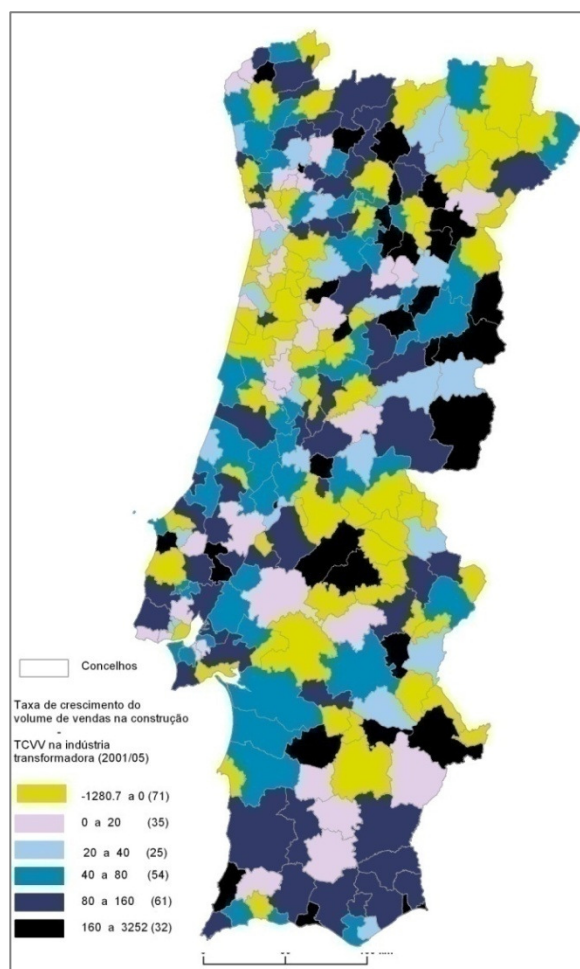 Concelhos
Taxa de crescimento do
volume de vendas na construção
-
TCVV na indústria
transformadora (2001/05)
-1280.7 a 0 (71)
0 a 20 (35)
20 a 40 (25)
40 a 80 (54)
80 a 160 (61)
160 a 3252 (32)